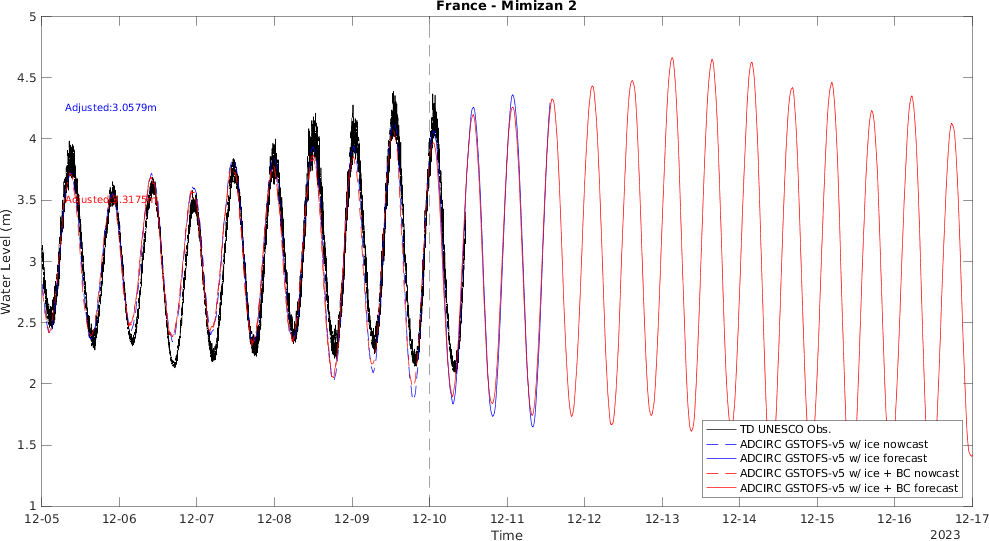 France - Mimizan 2
5
4.5
4
3.5
3
2.5
2
1.5
1
Water Level (m)
Adjusted:3.0579m
TD UNESCO Obs.
ADCIRC GSTOFS-v5 w/ ice nowcast
ADCIRC GSTOFS-v5 w/ ice forecast
ADCIRC GSTOFS-v5 w/ ice + BC nowcast
ADCIRC GSTOFS-v5 w/ ice + BC forecast
12-05 12-06 12-07 12-08 12-09 12-10 12-11 12-12 12-13 12-14 12-15 12-16 12-17
Time
2023